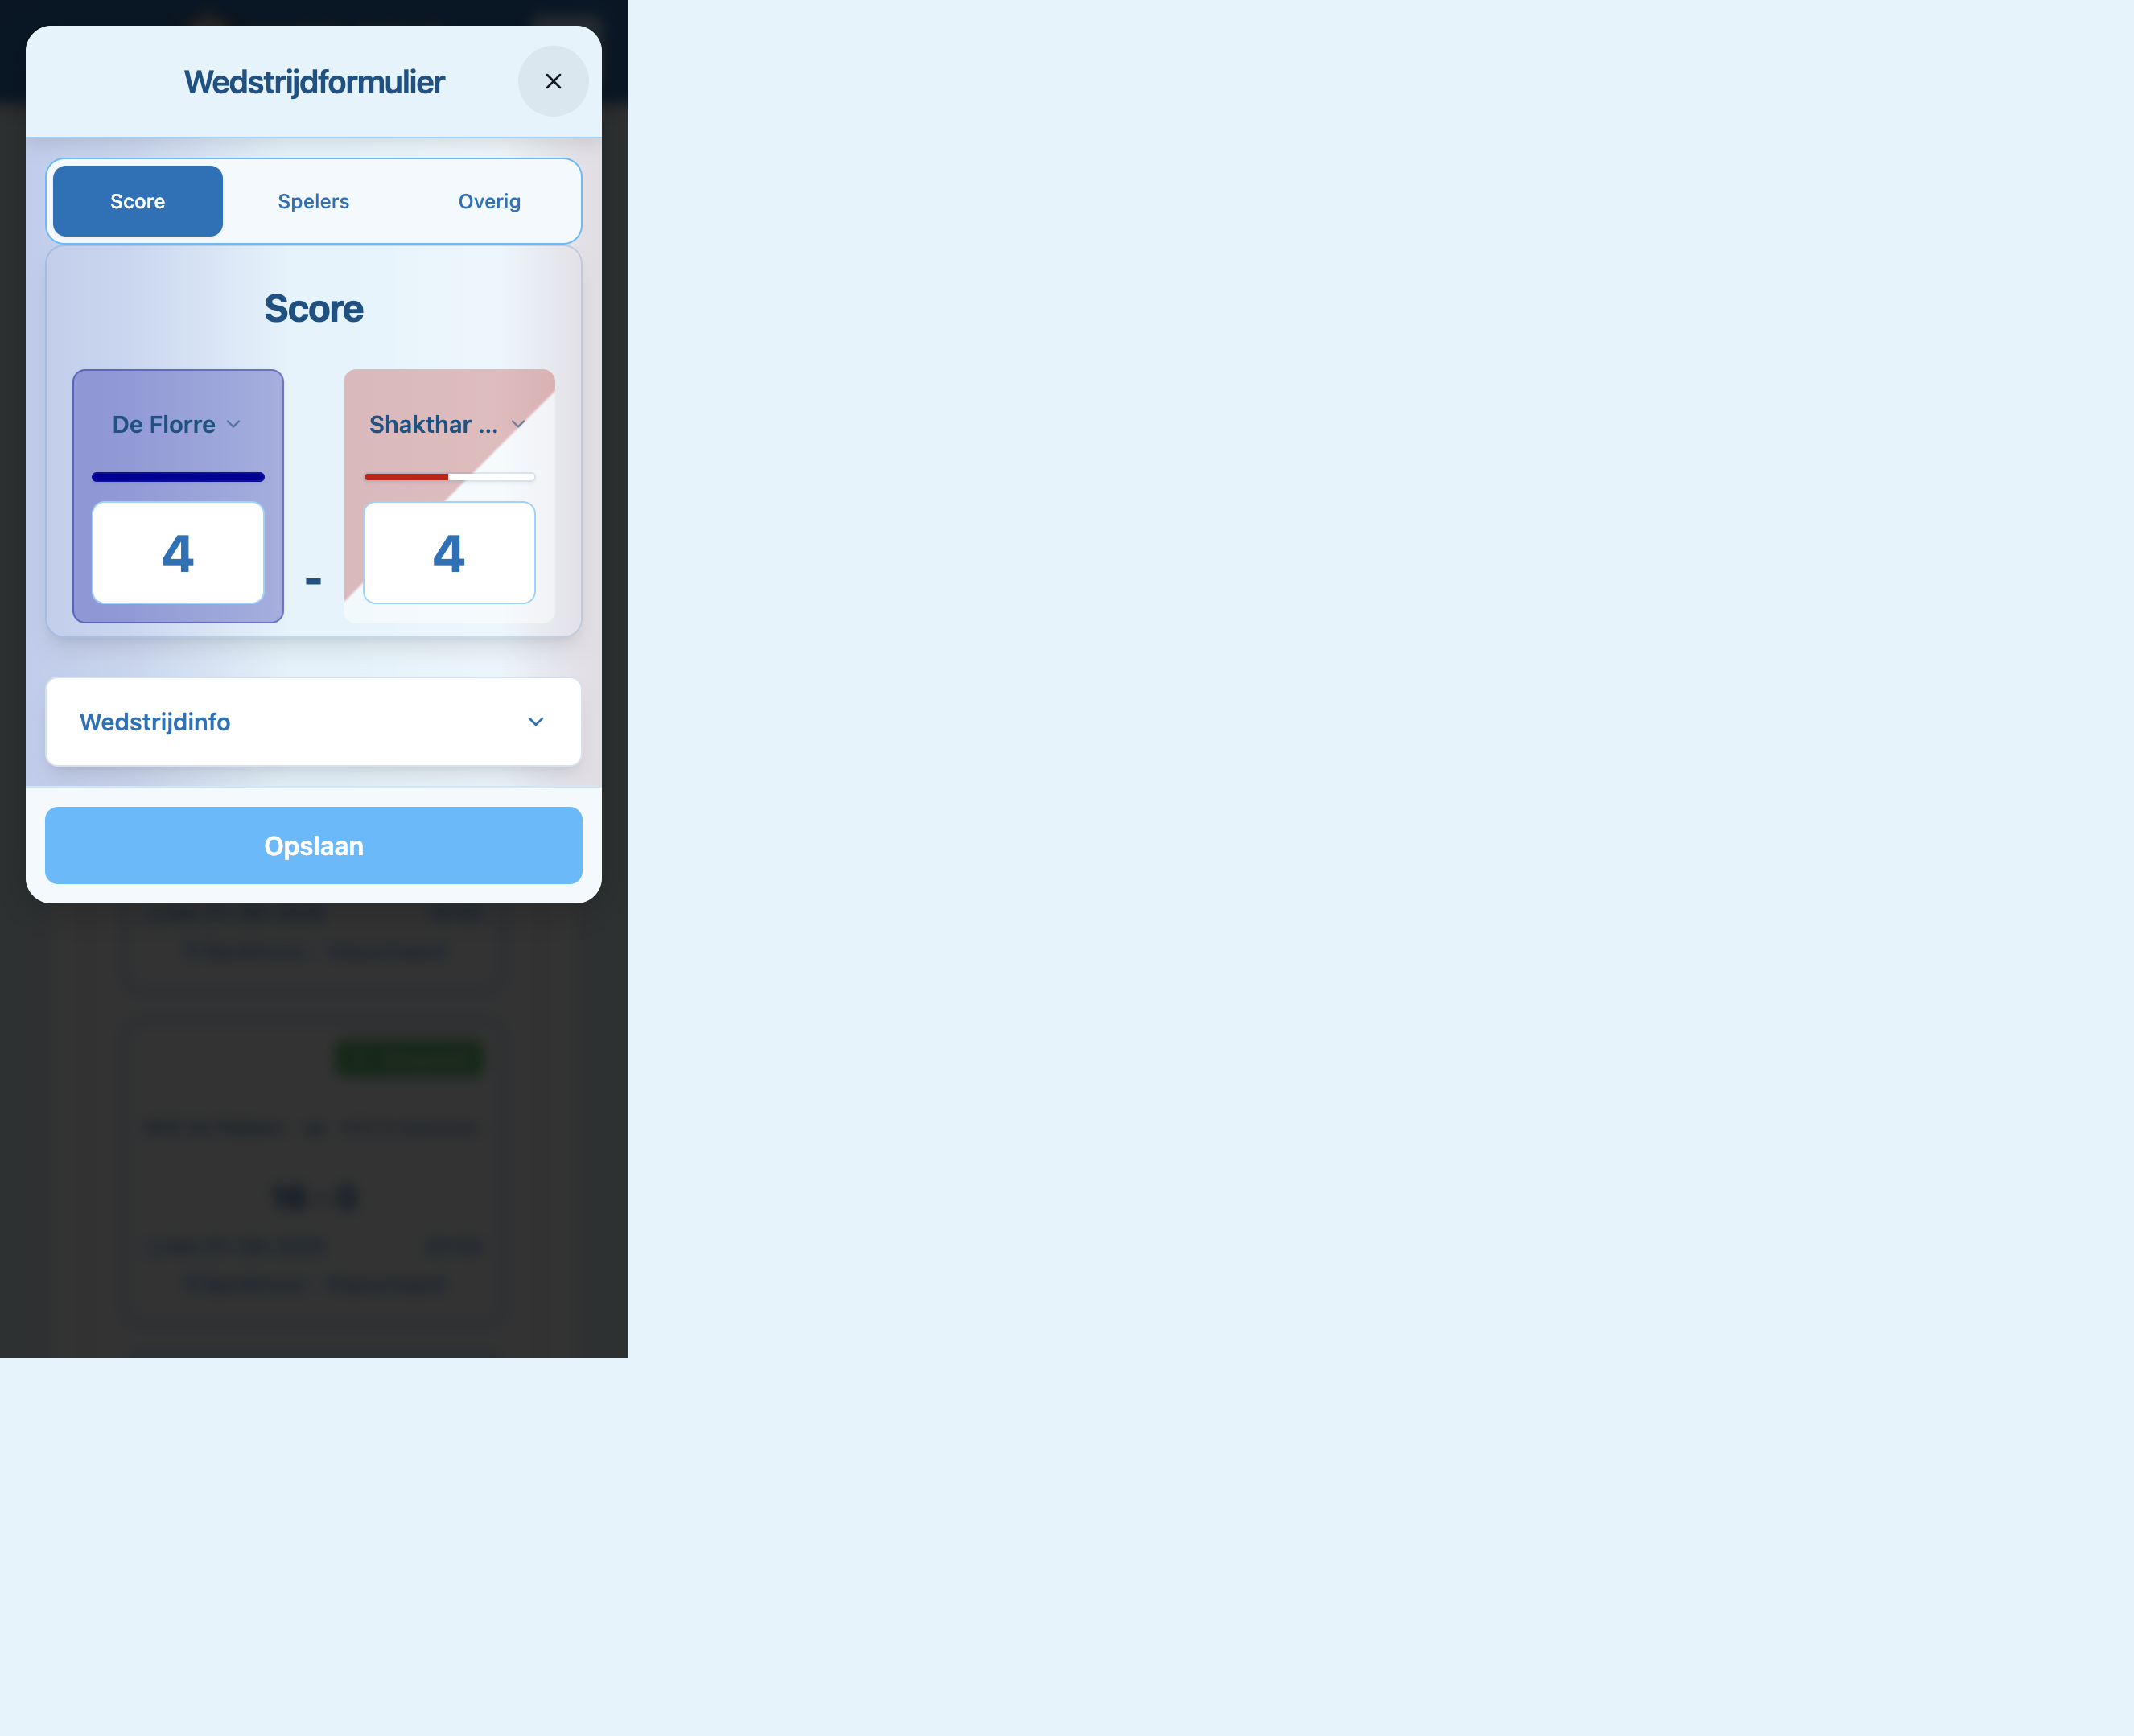 Wedstrijdformulier
Score Spelers Overig
Score
De Florre
Shakthar ...
4 - 4
Wedstrijdinfo
Opslaan